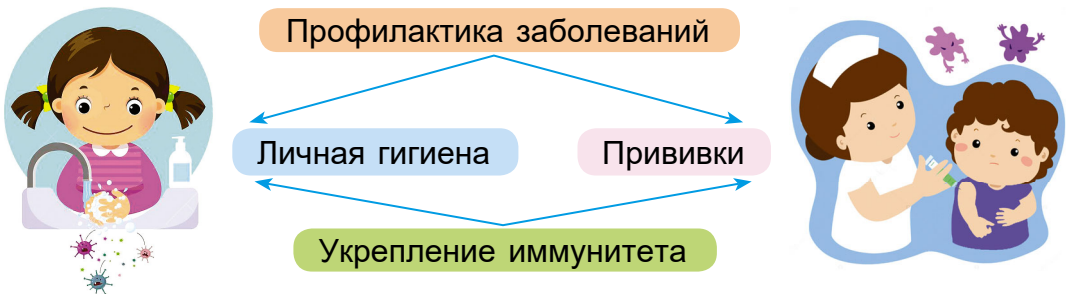 Профилактика заболеваний
Личная гигиена
Прививки
Укрепление иммунитета